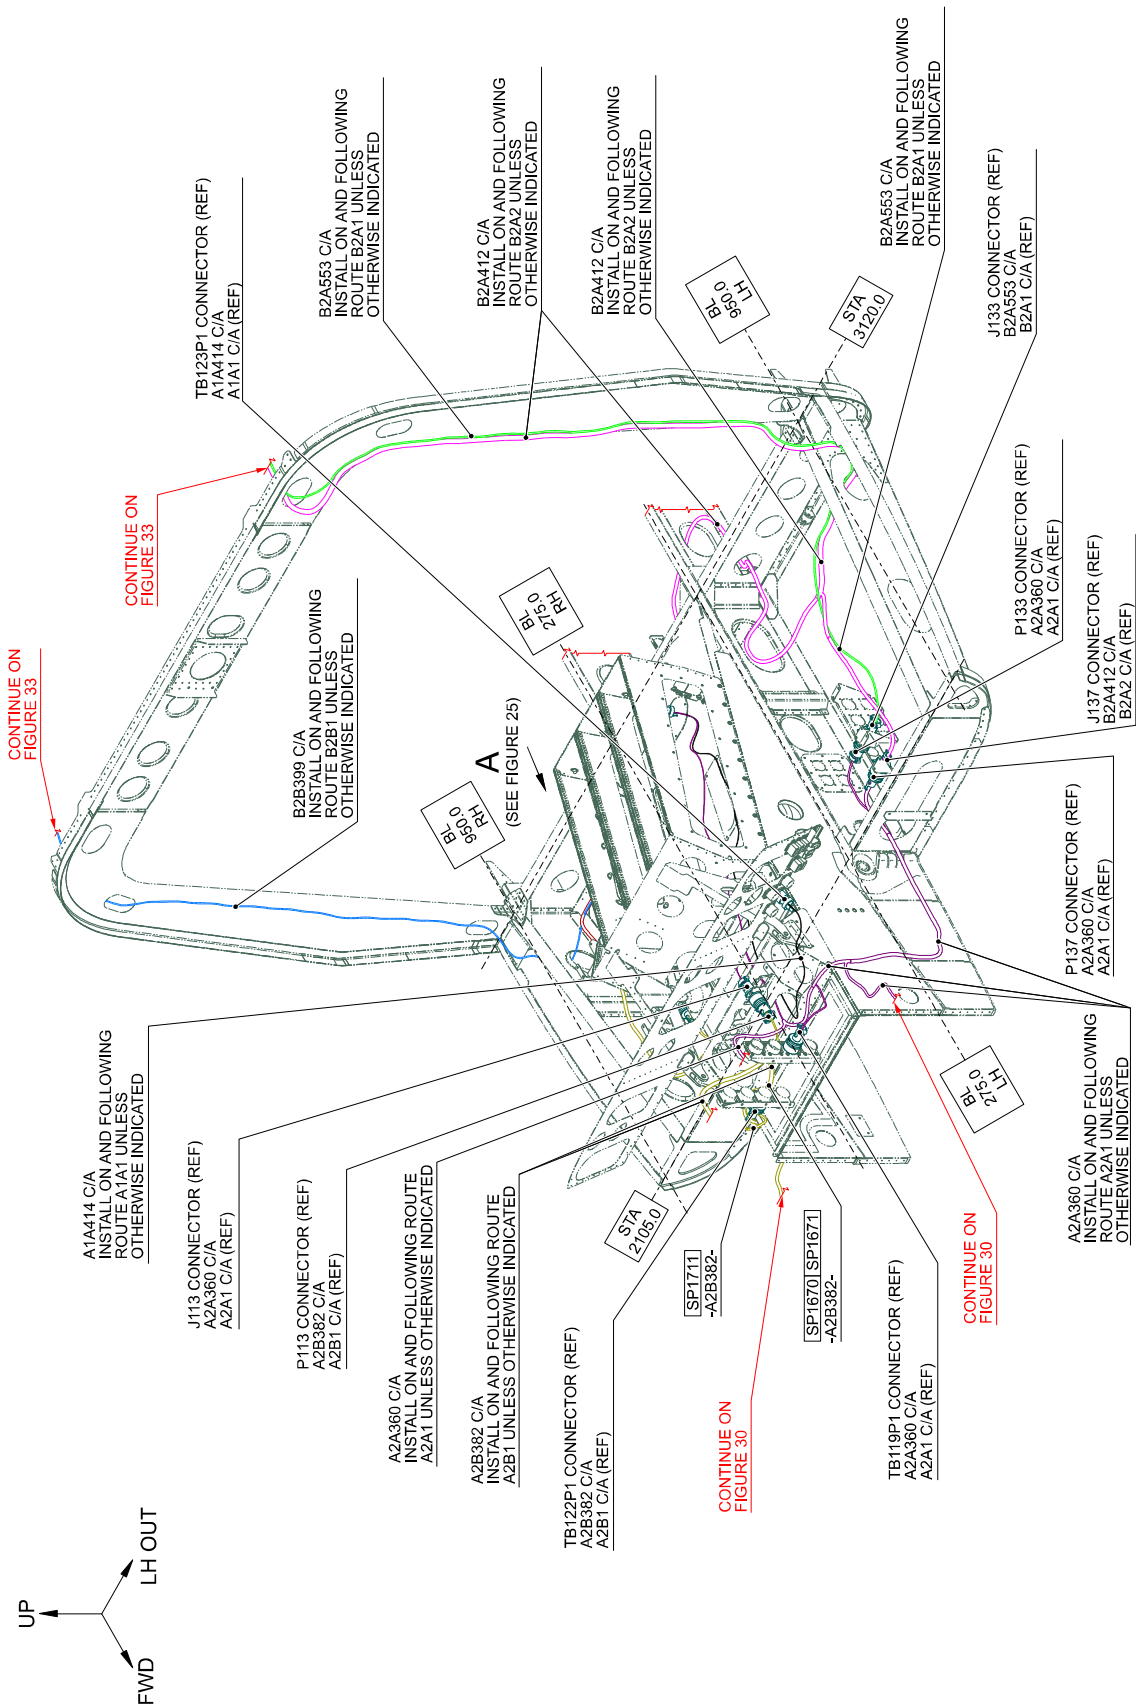 UP
LH OUT
FWD
CONTINUE ON
FIGURE 33
CONTINUE ON
FIGURE 33
TB123P1 CONNECTOR (REF)
A1A414 C/A
A1A1 C/A (REF)
B2A553 C/A
INSTALL ON AND FOLLOWING
ROUTE B2A1 UNLESS
OTHERWISE INDICATED
B2A412 C/A
INSTALL ON AND FOLLOWING
ROUTE B2A2 UNLESS
OTHERWISE INDICATED
B2A412 C/A
INSTALL ON AND FOLLOWING
ROUTE B2A2 UNLESS
OTHERWISE INDICATED
B2A553 C/A
INSTALL ON AND FOLLOWING
ROUTE B2A1 UNLESS
OTHERWISE INDICATED
B2B399 C/A
INSTALL ON AND FOLLOWING
ROUTE B2B1 UNLESS
OTHERWISE INDICATED
BL
950.0
LH
STA
3120.0
BL
275.0
RH
BL
950.0
RH
A
(SEE FIGURE 25)
J133 CONNECTOR (REF)
B2A553 C/A
B2A1 C/A (REF)
P133 CONNECTOR (REF)
A2A360 C/A
A2A1 C/A (REF)
J137 CONNECTOR (REF)
B2A412 C/A
B2A2 C/A (REF)
P137 CONNECTOR (REF)
A2A360 C/A
A2A1 C/A (REF)
A1A414 C/A
INSTALL ON AND FOLLOWING
ROUTE A1A1 UNLESS
OTHERWISE INDICATED
J113 CONNECTOR (REF)
A2A360 C/A
A2A1 C/A (REF)
P113 CONNECTOR (REF)
A2B382 C/A
A2B1 C/A (REF)
A2A360 C/A
INSTALL ON AND FOLLOWING ROUTE
A2A1 UNLESS OTHERWISE INDICATED
A2B382 C/A
INSTALL ON AND FOLLOWING ROUTE
A2B1 UNLESS OTHERWISE INDICATED
TB122P1 CONNECTOR (REF)
A2B382 C/A
A2B1 C/A (REF)
STA
2105.0
SP1711
-A2B382-
SP1670 SP1671
-A2B382-
CONTINUE ON
FIGURE 30
TB119P1 CONNECTOR (REF)
A2A360 C/A
A2A1 C/A (REF)
CONTINUE ON
FIGURE 30
BL
275.0
LH
A2A360 C/A
INSTALL ON AND FOLLOWING
ROUTE A2A1 UNLESS
OTHERWISE INDICATED